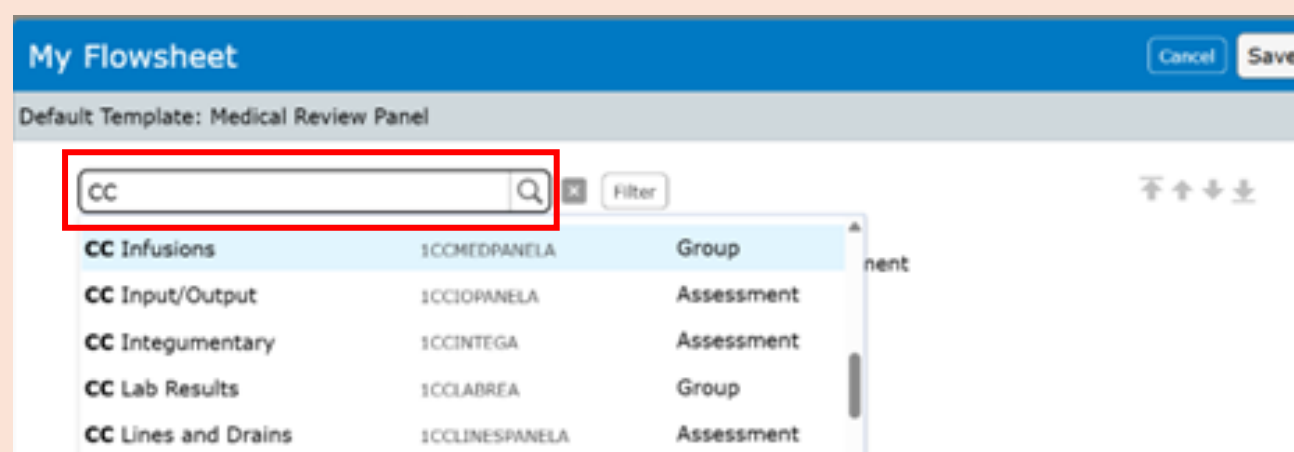 My Flowsheet Cancel Save
Default Template: Medical Review Panel
CC Filter
CC Infusions 1CCMEDPANELA Group
ment
CC Input/Output 1CCIOPANELA Assessment
CC Integumentary 1CCINTEGA Assessment
CC Lab Results 1CCLABREA Group
CC Lines and Drains 1CCLINESPANELA Assessment